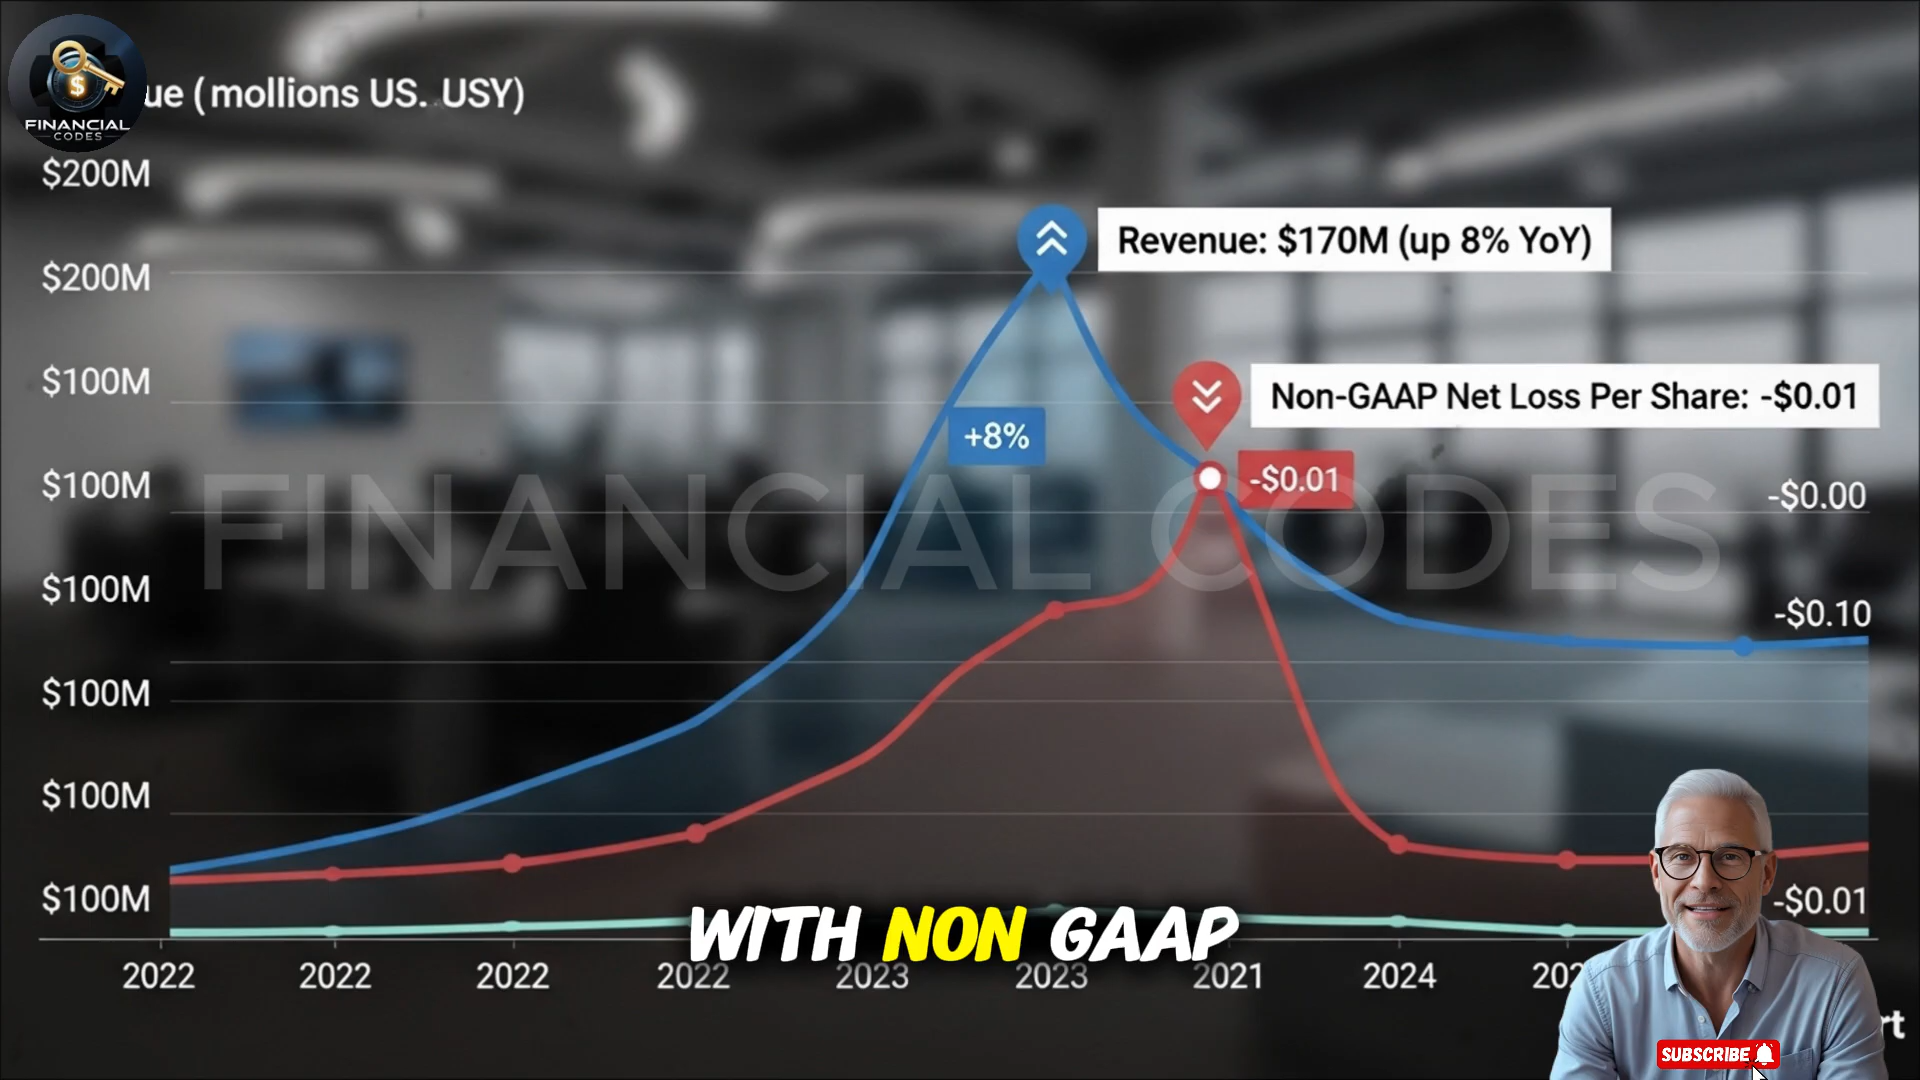 FINANCIAL
CODES
ue (mollions US. USY)
$200M
$200M
$100M
$100M
$100M
$100M
$100M
$100M
Revenue: $170M (up 8% YoY)
Non-GAAP Net Loss Per Share: -$0.01
+8%
-$0.01
-$0.00
-$0.10
-$0.01
FINANCIAL CODES
WITH NON GAAP
2022
2022
2022
2022
2023
2023
2021
2024
202
rt
SUBSCRIBE